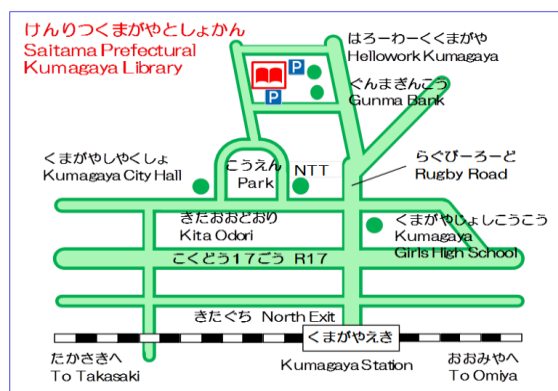 けんりつくまがやとしょかん
Saitama Prefectural
Kumagaya Library
はろーわーくくまがや
Hellowork Kumagaya
P
P
ぐんまぎんこう
Gunma Bank
くまがやしやくしょ
Kumagaya City Hall
こうえん
Park
NTT
らぐびーろーど
Rugby Road
きたおおどおり
Kita Odori
くまがやじょしこうこう
Kumagaya
Girls High School
こくどう17ごう R17
きたぐち North Exit
くまがやえき
Kumagaya Station
たかさきへ
To Takasaki
おおみやへ
To Omiya